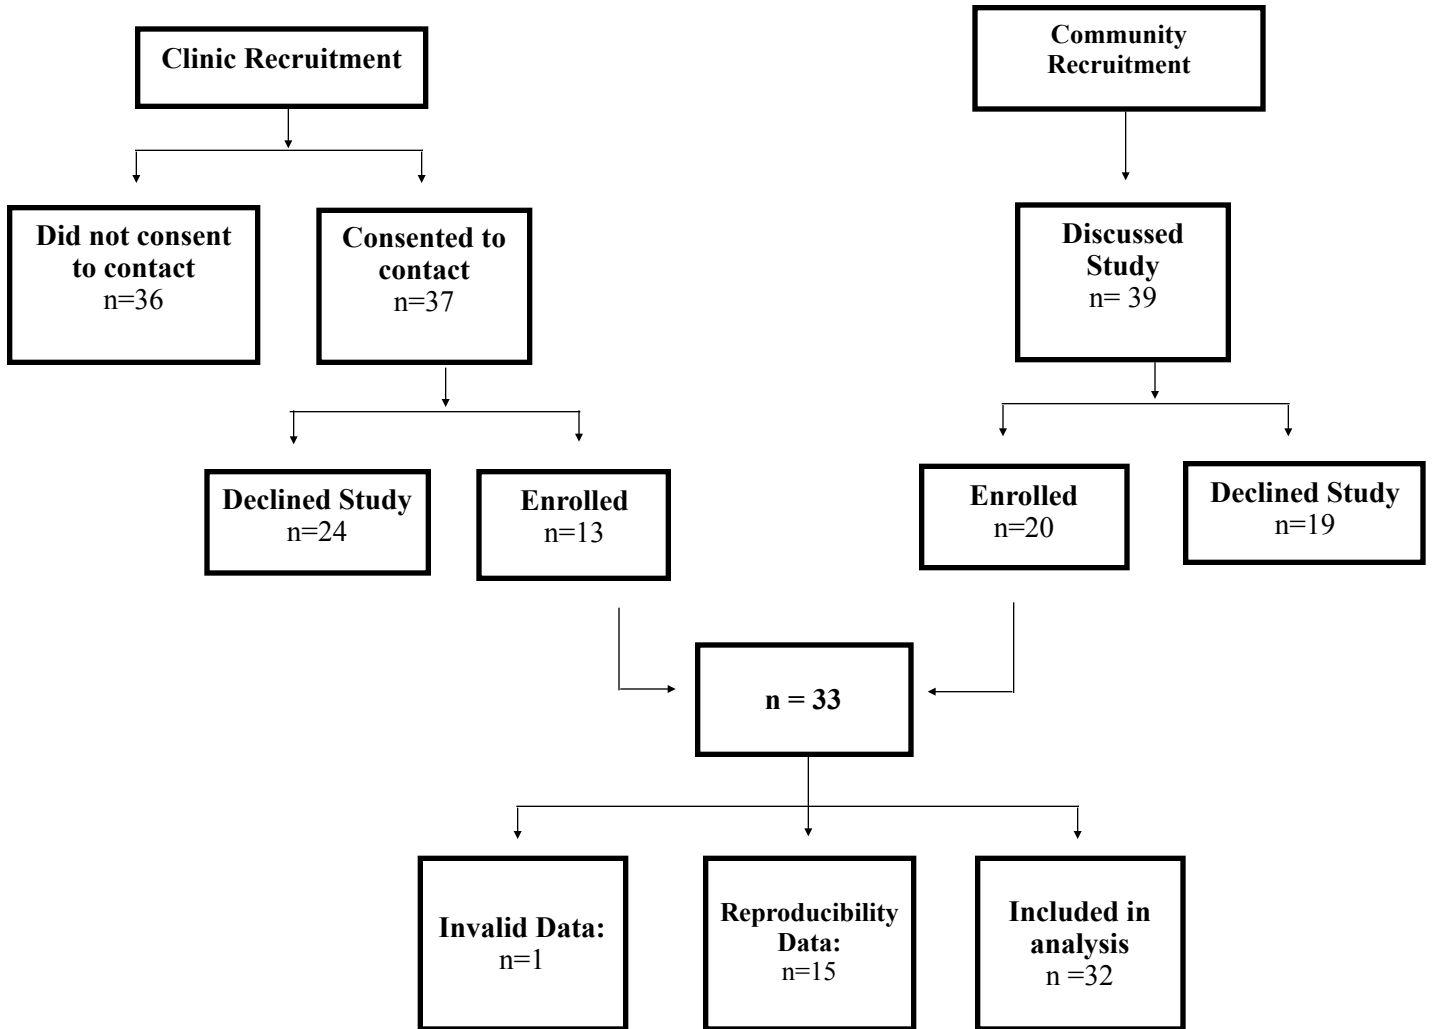 Clinic Recruitment
Community
Recruitment
Did not consent
to contact
n=36
Consented to
contact
n=37
Discussed
Study
n= 39
Declined Study
n=24
Enrolled
n=13
Enrolled
n=20
Declined Study
n=19
n = 33
Invalid Data:
n=1
Reproducibility
Data:
n=15
Included in
analysis
n =32